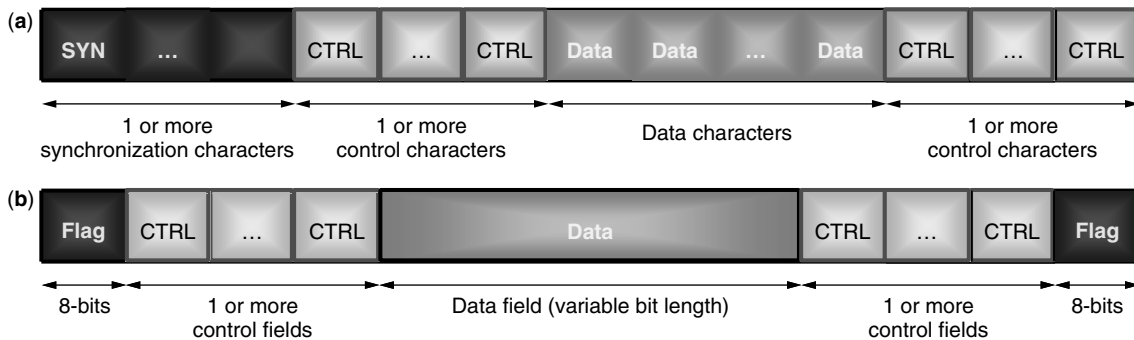 (a)
SYN ... CTRL ... CTRL Data Data ... Data CTRL ... CTRL
1 or more
synchronization characters
1 or more
control characters
Data characters
1 or more
control characters
(b)
Flag CTRL ... CTRL Data CTRL ... CTRL Flag
8-bits
1 or more
control fields
Data field (variable bit length)
1 or more
control fields
8-bits